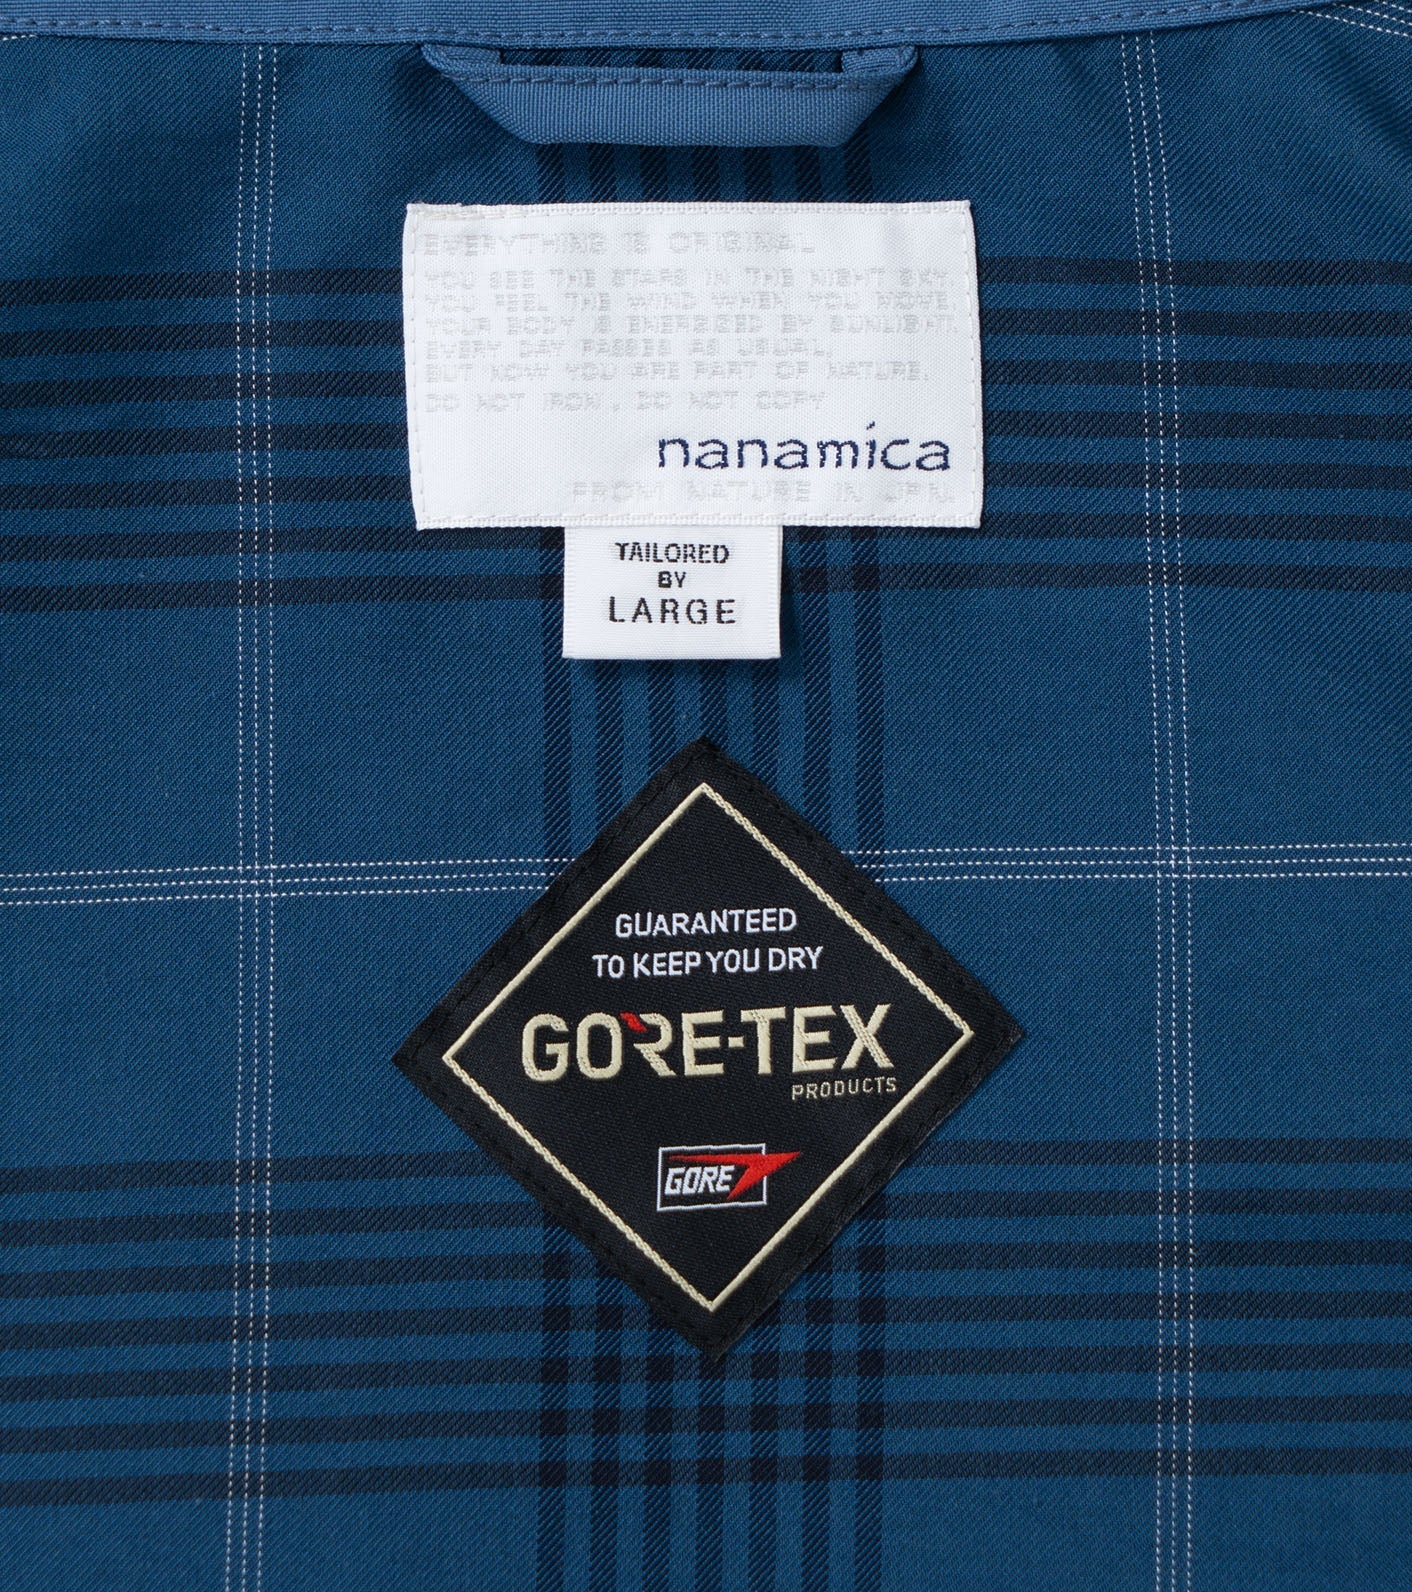 EVERYTHING IS ORIGINAL
YOU SEE THE STARS IN THE NIGHT SKY.
YOU FEEL THE WIND WHEN YOU MOVE.
YOUR BODY IS ENERGIZED BY SUNLIGHT.
EVERY DAY PASSES AS USUAL,
BUT NOW YOU ARE PART OF NATURE.
DO NOT IRON, DO NOT COPY
nanamica
FROM NATURE IN JPN.
TAILORED
BY
LARGE
GUARANTEED
TO KEEP YOU DRY
GORE-TEX
PRODUCTS
GORE